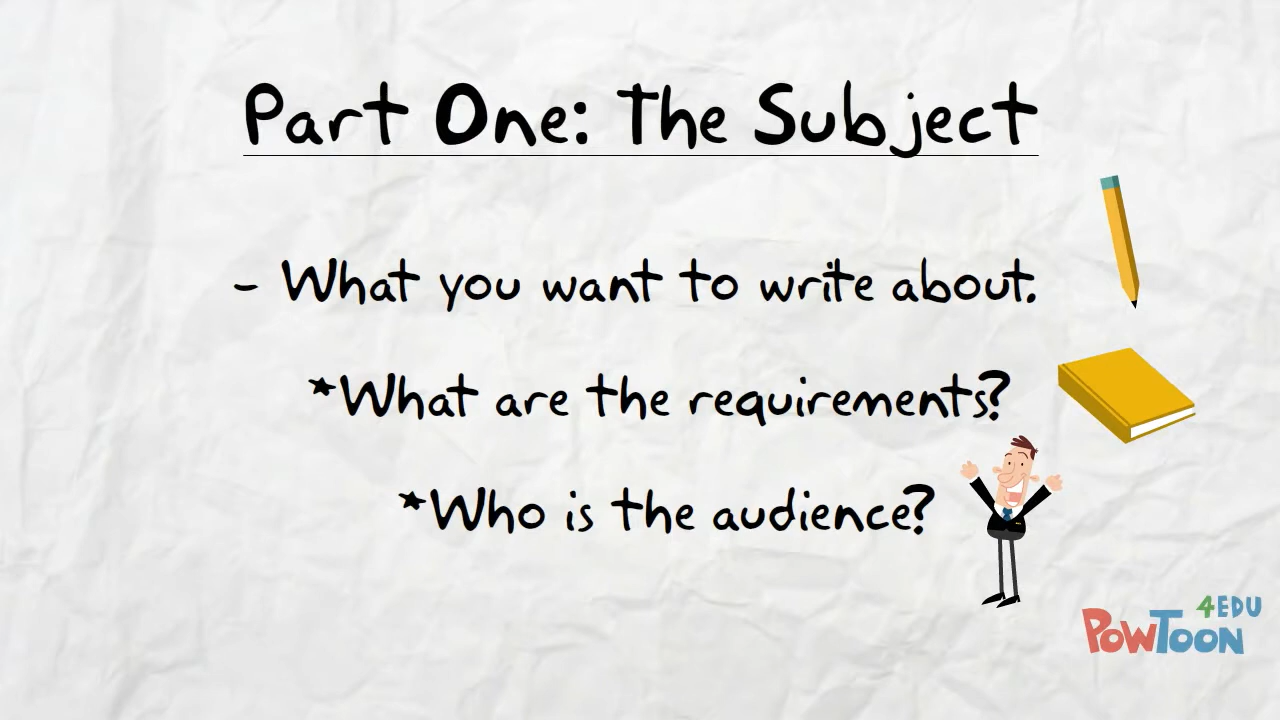 Part One: The Subject
- What you want to write about.
*What are the requirements?
*Who is the audience?
4EDU
POWTOON